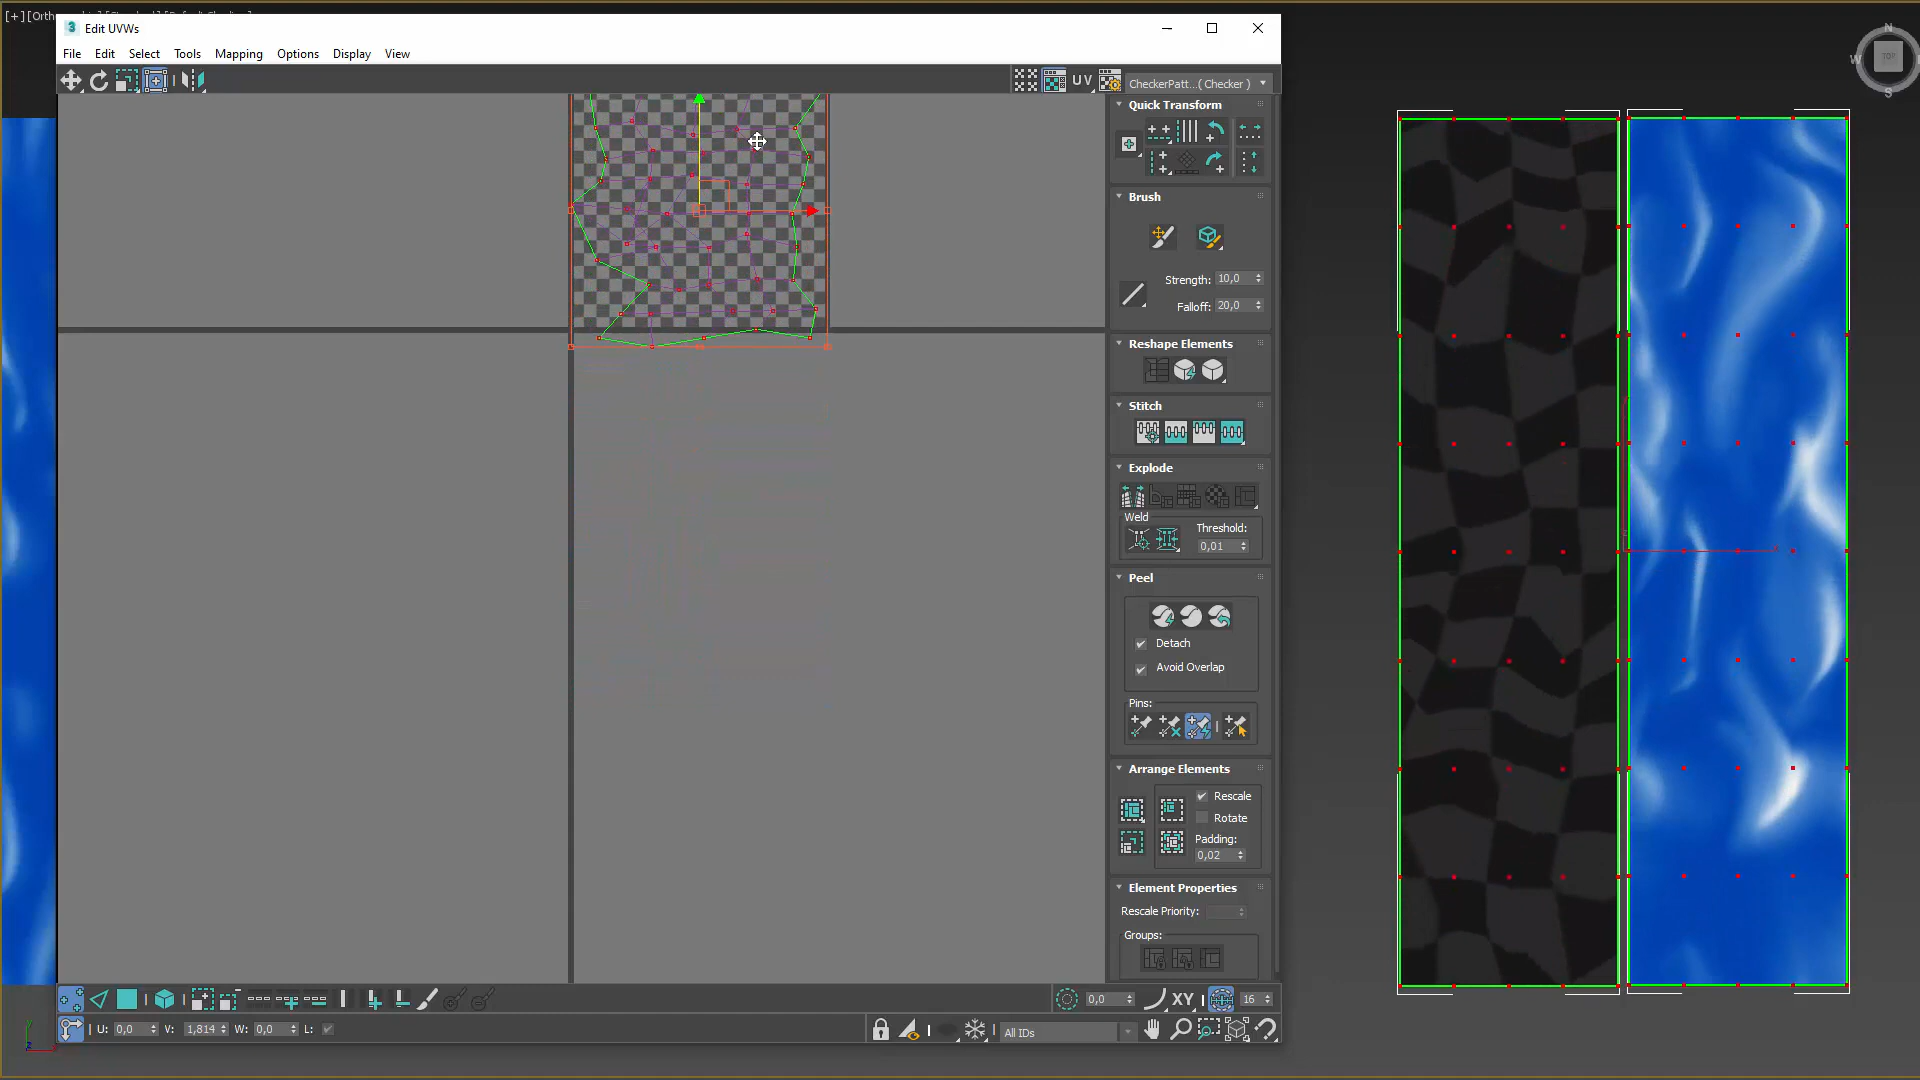 [+][Ortho
Edit UVWs
File Edit Select Tools Mapping Options Display View
UV
CheckerPatt...( Checker )
Quick Transform
Brush
Strength: 10,0
Falloff: 20,0
Reshape Elements
Stitch
Explode
Weld
Threshold:
0,01
Peel
Detach
Avoid Overlap
Pins:
Arrange Elements
Rescale
Rotate
Padding:
0,02
Element Properties
Rescale Priority:
Groups:
0,0
XY
16
U: 0,0 V: 1,814 W: 0,0 L:
All IDs
N
W
TOP
S